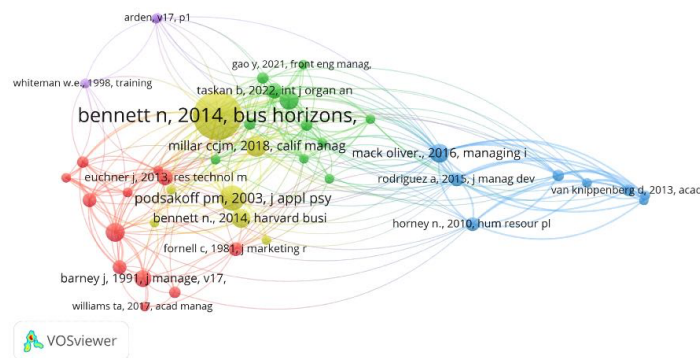 arden, v17, p1
gao y, 2021, front eng manag,
whiteman w.e., 1998, training
taskan b, 2022, int j organ an
bennett n, 2014, bus horizons,
millar ccjm, 2018, calif manag
mack oliver., 2016, managing i
euchner j, 2013, res technol m
rodriguez a, 2015, j manag dev
van knippenberg d, 2013, acad
podsakoff pm, 2003, j appl psy
bennett n., 2014, harvard busi
horney n., 2010, hum resour pl
fornell c, 1981, j marketing r
barney j, 1991, j manage, v17,
williams ta, 2017, acad manag
VOSviewer